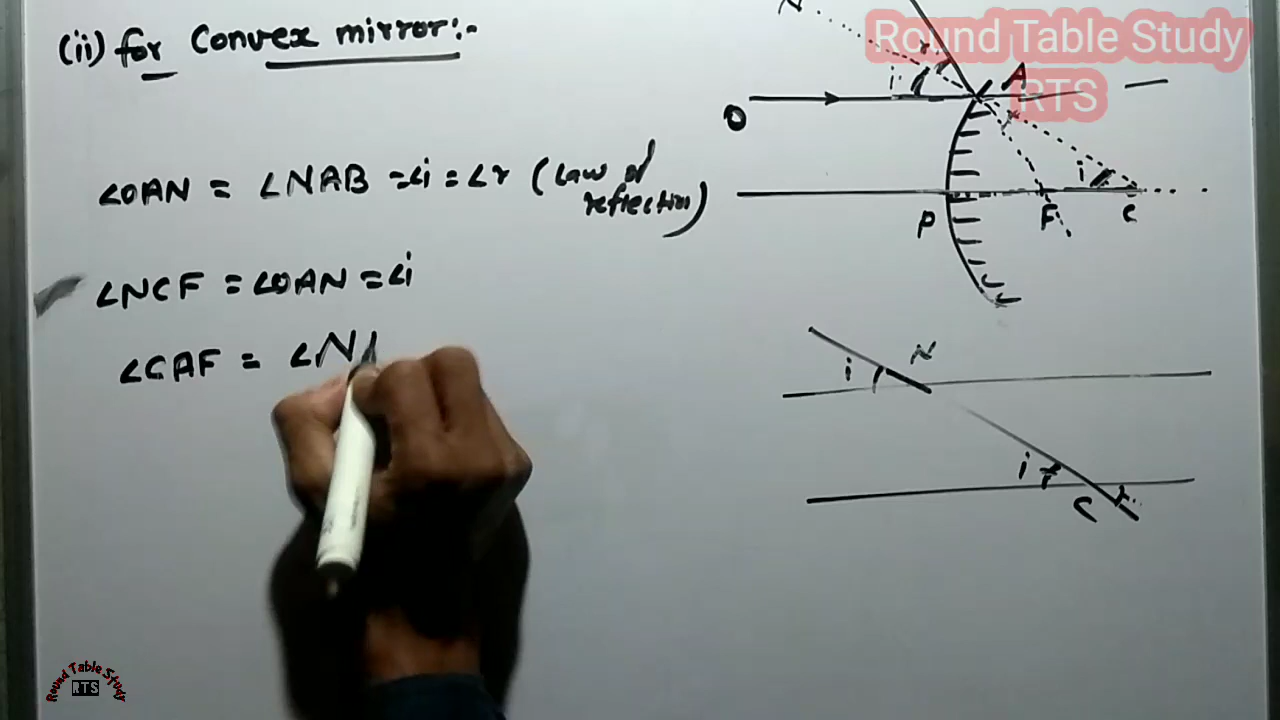 (ii) for Convex mirror:-
Round Table Study
RTS
N
r
i
A
O
r
∠OAN = ∠NAB = ∠i = ∠r (Law of
reflection)
i
P
F
C
∠NCF = ∠OAN = ∠i
∠CAF = ∠N
i
N
i
C
Round Table Study
RTS